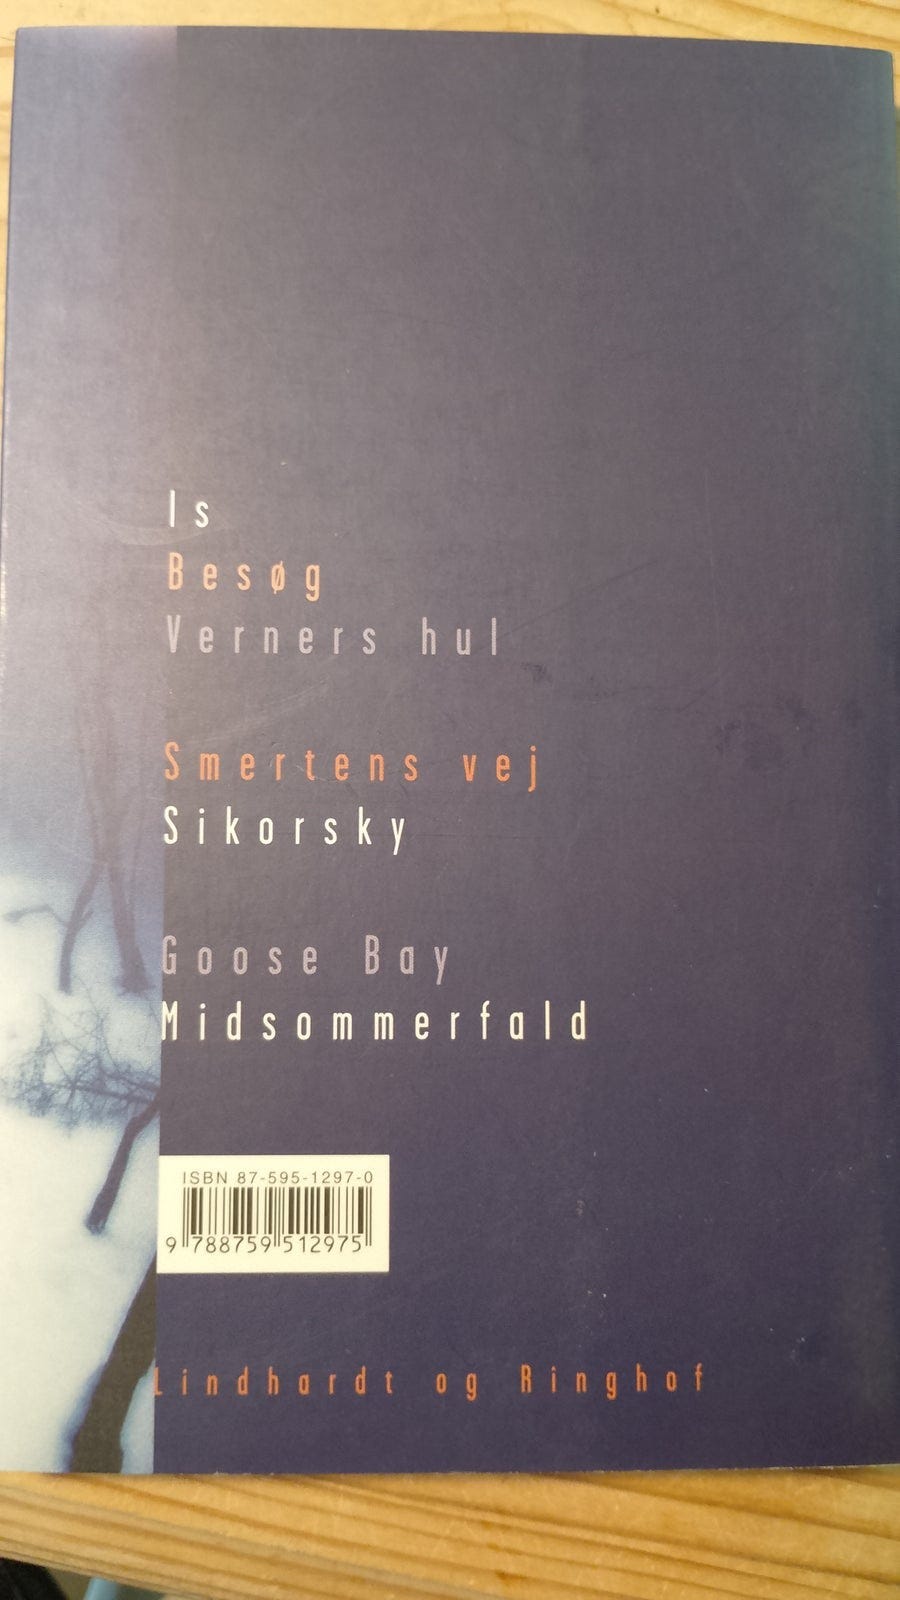 Is
Besøg
Verners hul
Smertens vej
Sikorsky
Goose Bay
Midsommerfald
ISBN 87-595-1297-0
9 788759 512975
Lindhardt og Ringhof